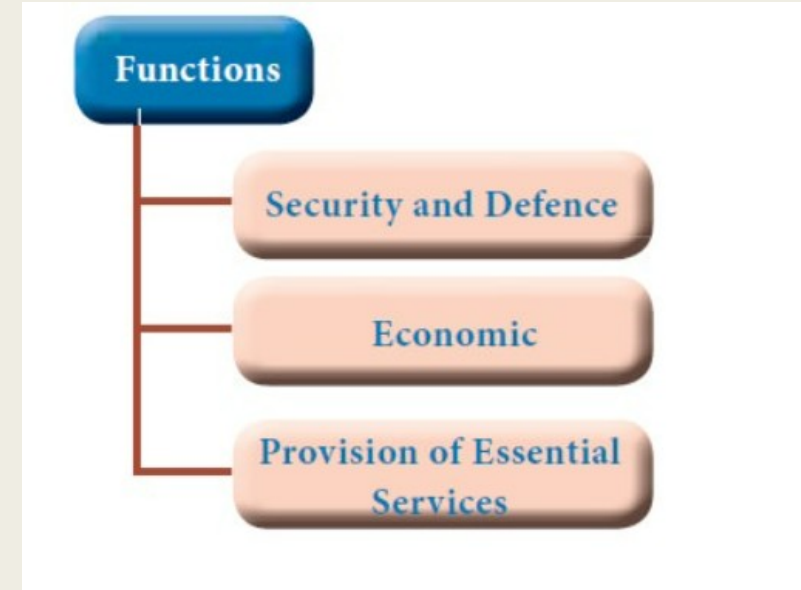 Functions
Security and Defence
Economic
Provision of Essential
Services